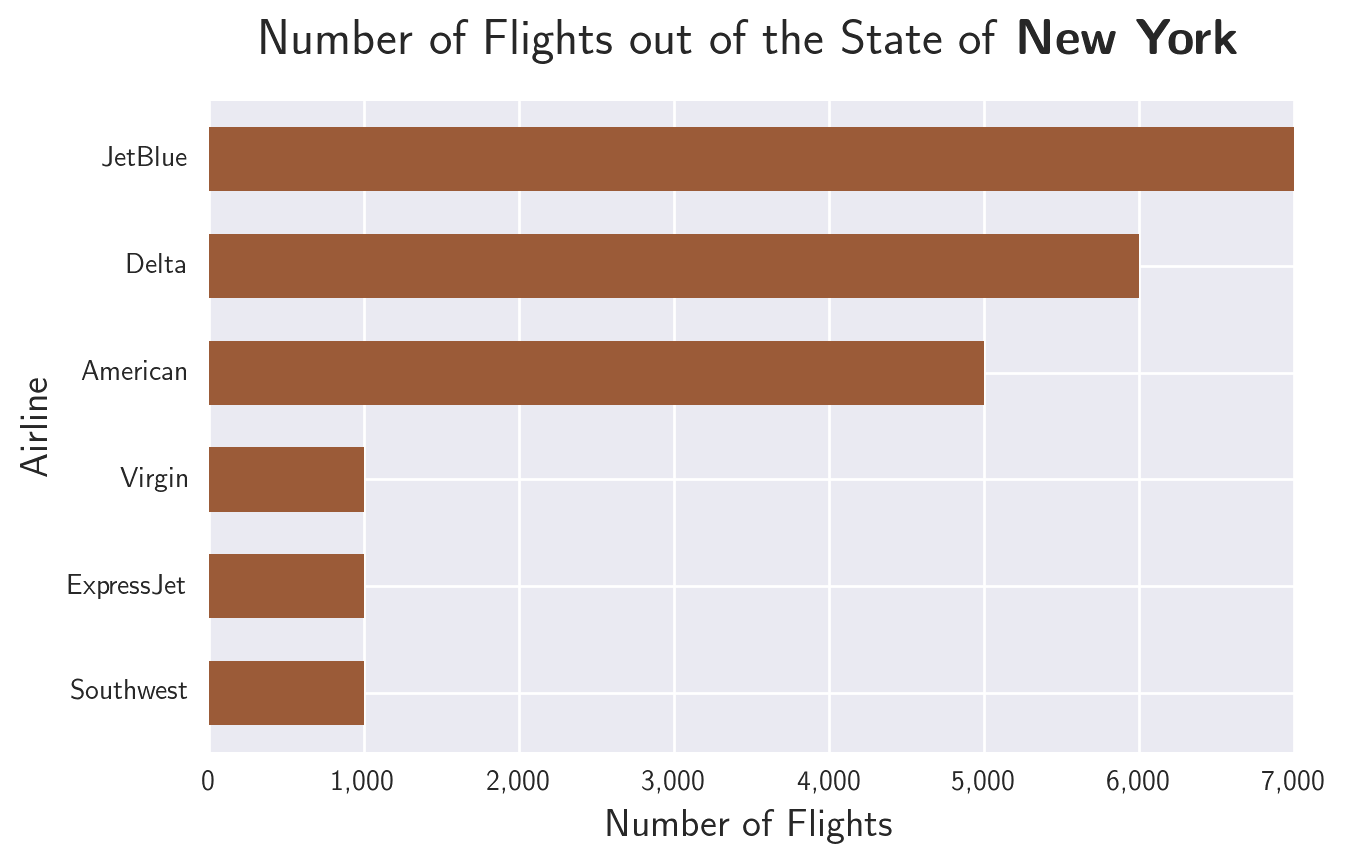 Number of Flights out of the State of New York
JetBlue
Delta
American
Virgin
ExpressJet
Southwest
Airline
0 1,000 2,000 3,000 4,000 5,000 6,000 7,000
Number of Flights